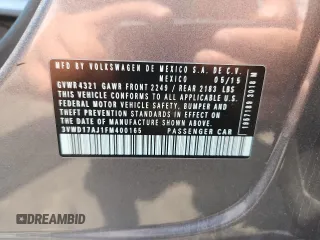 MFD BY VOLKSWAGEN DE MEXICO S.A. DE C.V.
MEXICO 05/15
GVWR 4321 GAWR FRONT 2249 / REAR 2183 LBS
THIS VEHICLE CONFORMS TO ALL APPLICABLE U.S.
FEDERAL MOTOR VEHICLE SAFETY, BUMPER AND
THEFT PREVENTION STANDARDS IN EFFECT ON
THE DATE OF MANUFACTURE SHOWN ABOVE.
3VWD17AJ1FM400165 PASSENGER CAR
DREAMBID